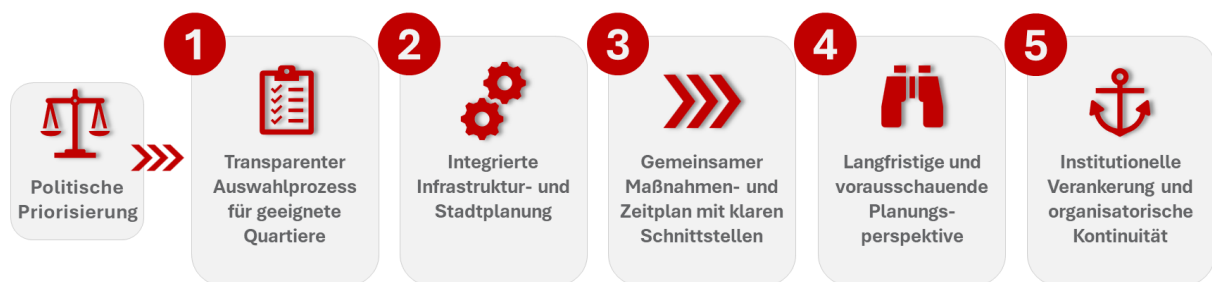 Politische
Priorisierung
1
Transparenter
Auswahlprozess
für geeignete
Quartiere
2
Integrierte
Infrastruktur- und
Stadtplanung
3
Gemeinsamer
Maßnahmen- und
Zeitplan mit klaren
Schnittstellen
4
Langfristige und
vorausschauende
Planungs-
perspektive
5
Institutionelle
Verankerung und
organisatorische
Kontinuität